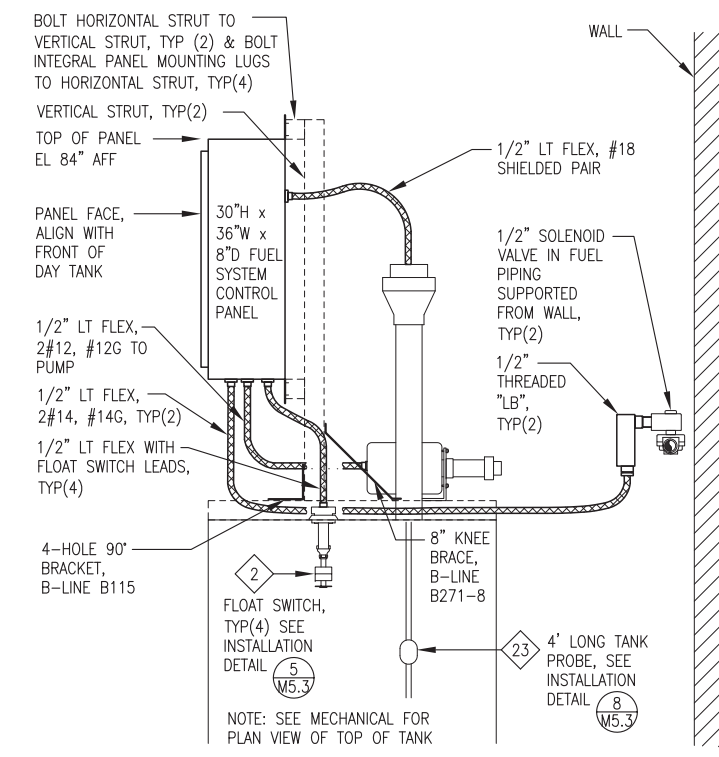 BOLT HORIZONTAL STRUT TO
VERTICAL STRUT, TYP (2) & BOLT
INTEGRAL PANEL MOUNTING LUGS
TO HORIZONTAL STRUT, TYP(4)
VERTICAL STRUT, TYP(2)
TOP OF PANEL
EL 84" AFF
PANEL FACE,
ALIGN WITH
FRONT OF
DAY TANK
30"H x
36"W x
8"D FUEL
SYSTEM
CONTROL
PANEL
WALL
1/2" LT FLEX, #18
SHIELDED PAIR
1/2" SOLENOID
VALVE IN FUEL
PIPING
SUPPORTED
FROM WALL,
TYP(2)
1/2"
THREADED
"LB",
TYP(2)
1/2" LT FLEX,
2#12, #12G TO
PUMP
1/2" LT FLEX,
2#14, #14G, TYP(2)
1/2" LT FLEX WITH
FLOAT SWITCH LEADS,
TYP(4)
4-HOLE 90°
BRACKET,
B-LINE B115
8" KNEE
BRACE,
B-LINE
B271-8
2
FLOAT SWITCH,
TYP(4) SEE
INSTALLATION
DETAIL
5
M5.3
23
4' LONG TANK
PROBE, SEE
INSTALLATION
DETAIL
8
M5.3
NOTE: SEE MECHANICAL FOR
PLAN VIEW OF TOP OF TANK